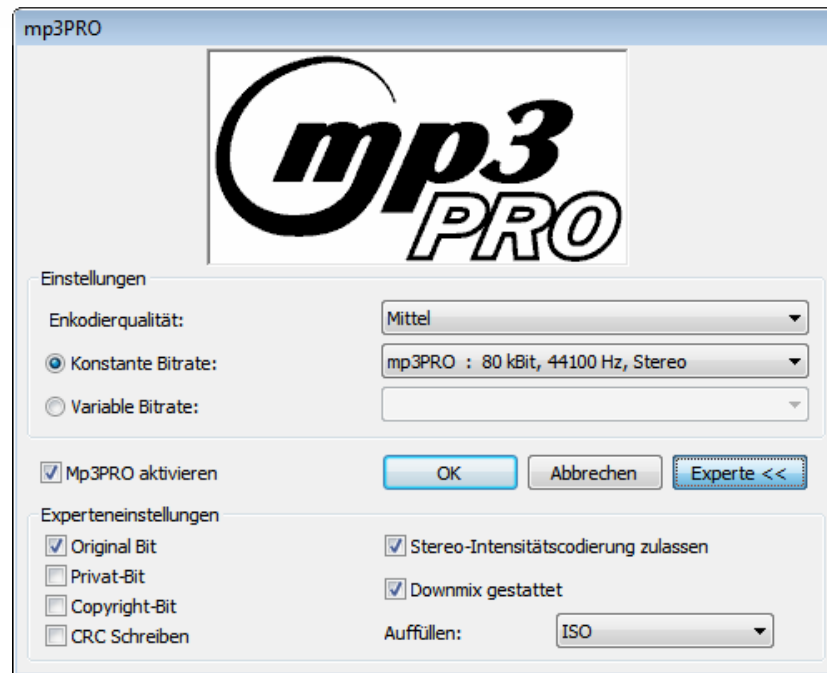 mp3PRO
mp3
PRO
Einstellungen
Enkodierqualität: Mittel
Konstante Bitrate: mp3PRO : 80 kBit, 44100 Hz, Stereo
Variable Bitrate:
Mp3PRO aktivieren OK Abbrechen Experte <<
Experteneinstellungen
Original Bit Stereo-Intensitätscodierung zulassen
Privat-Bit
Downmix gestattet
Copyright-Bit
CRC Schreiben Auffüllen: ISO